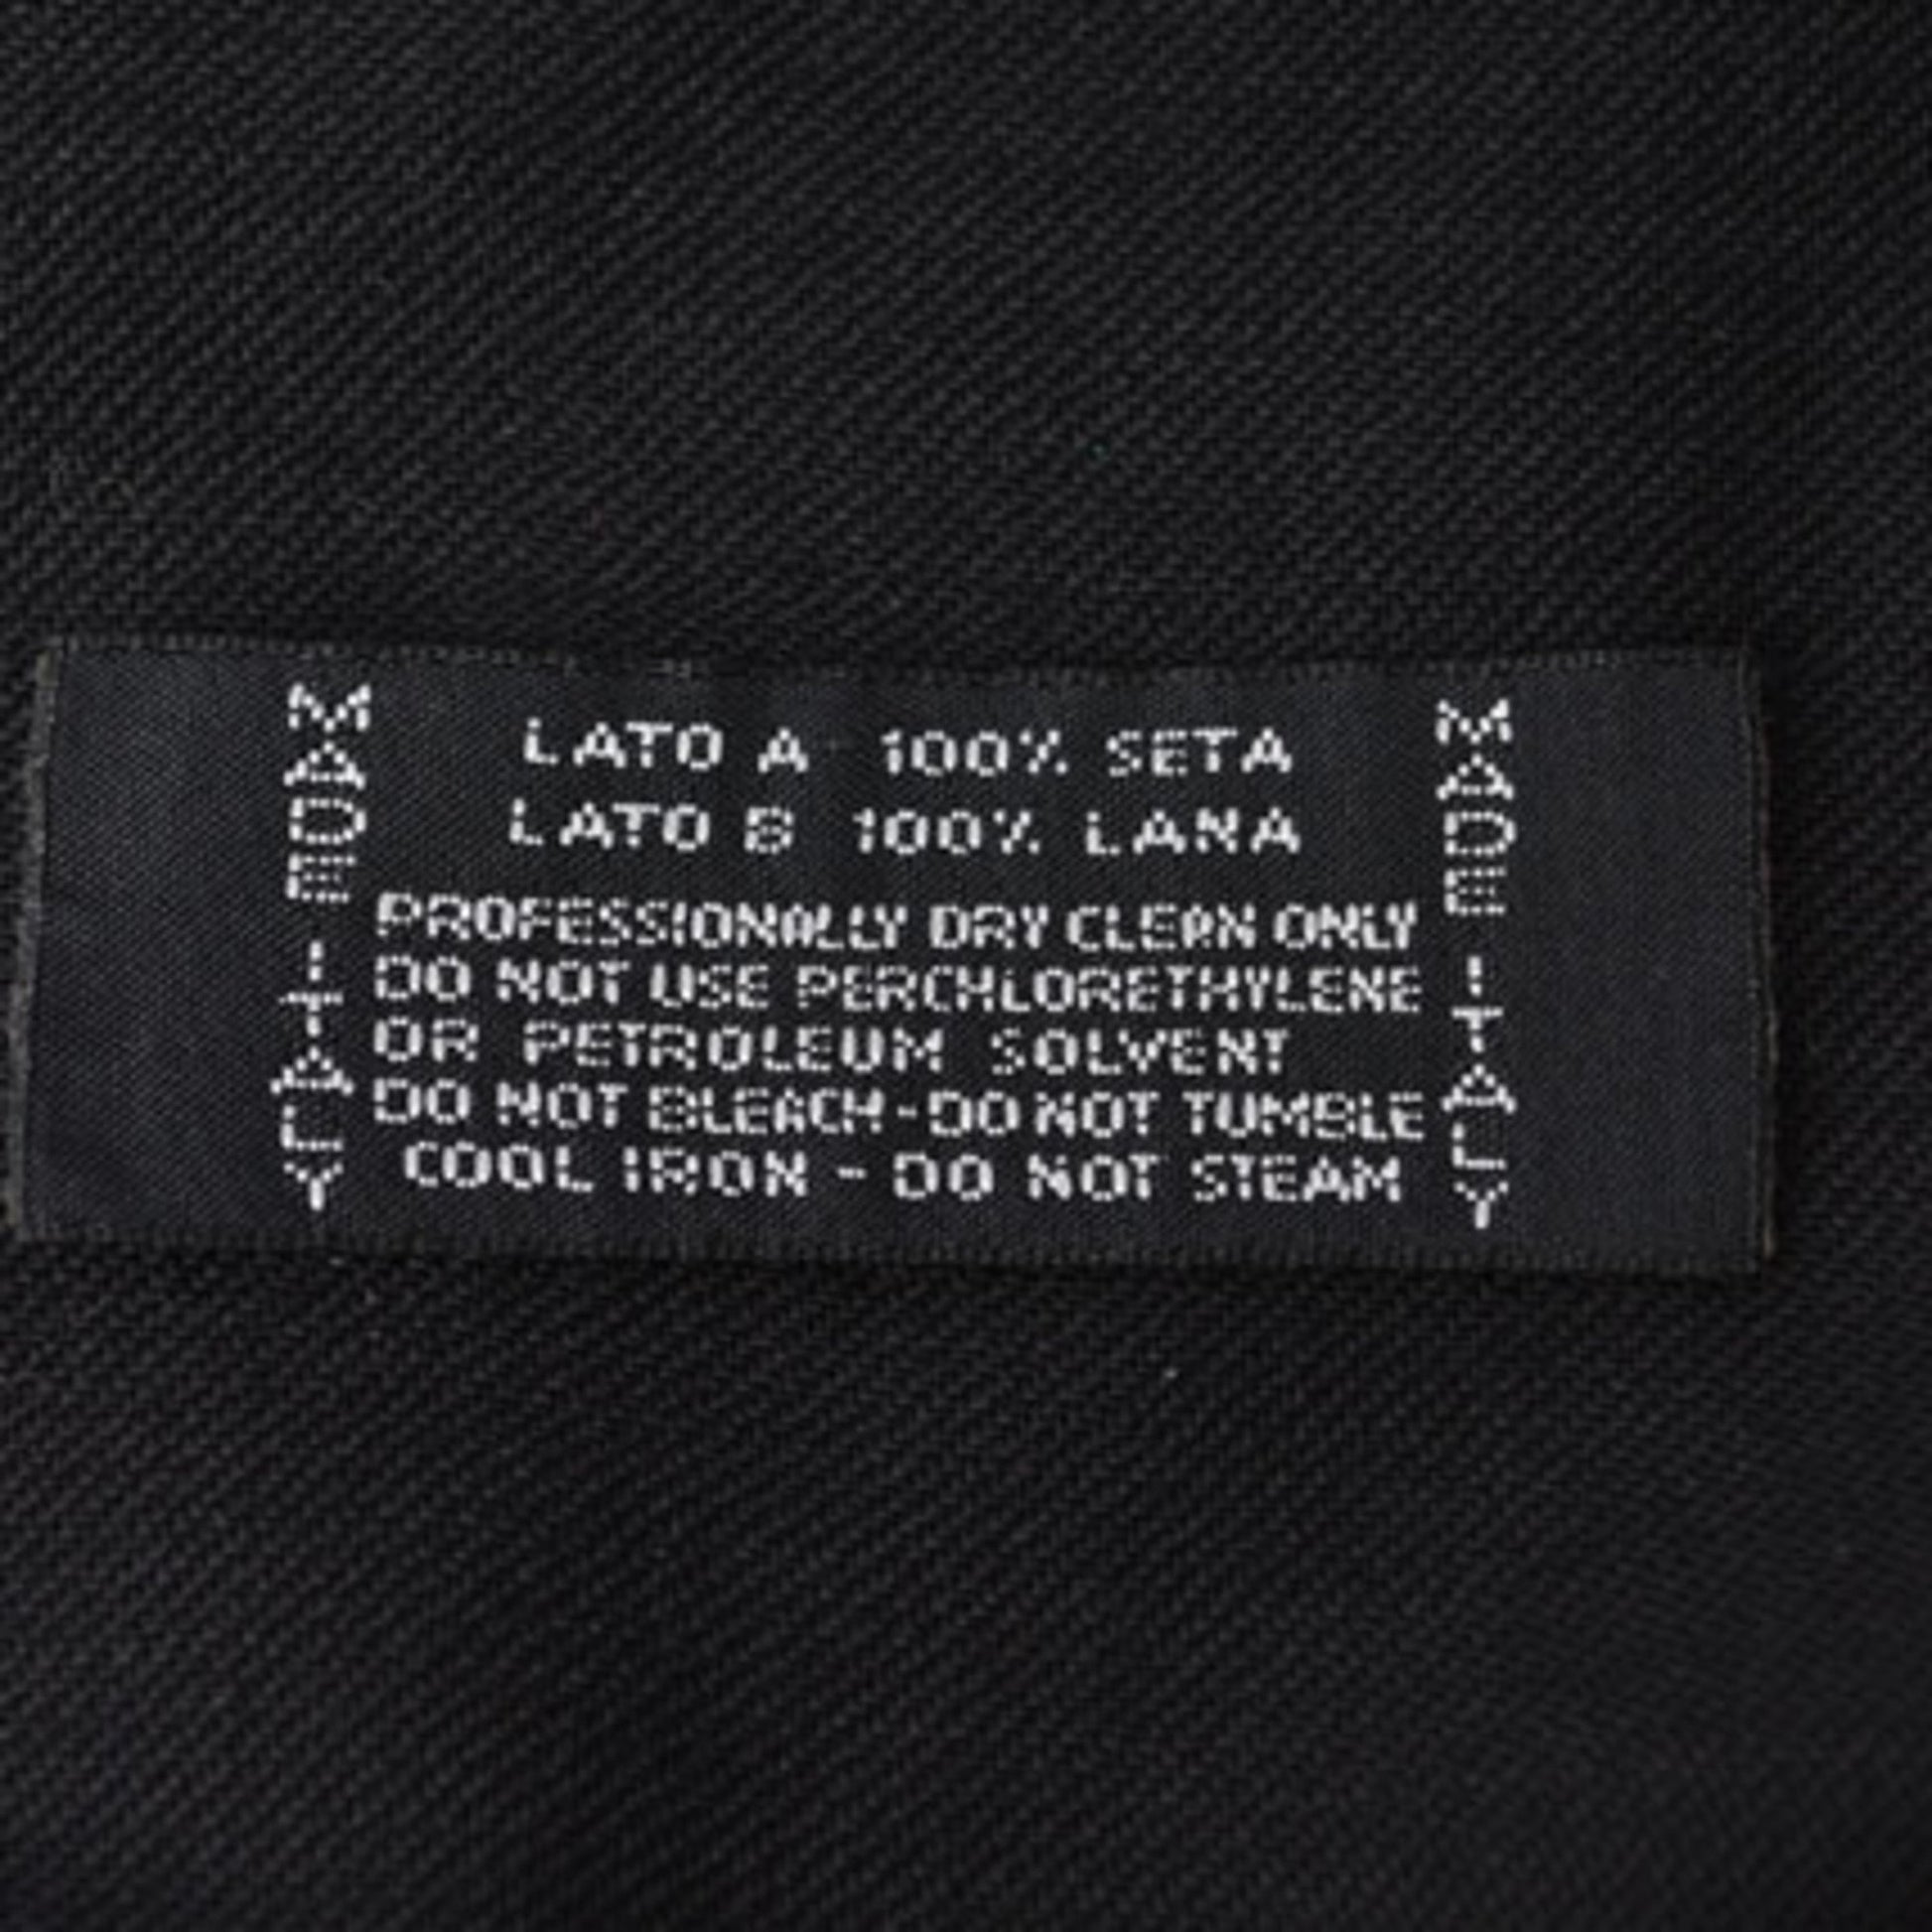 MADE ITALY
LATO A 100% SETA
LATO B 100% LANA
PROFESSIONALLY DRY CLEAN ONLY
DO NOT USE PERCHLORETHYLENE
OR PETROLEUM SOLVENT
DO NOT BLEACH-DO NOT TUMBLE
COOL IRON - DO NOT STEAM
MADE ITALY